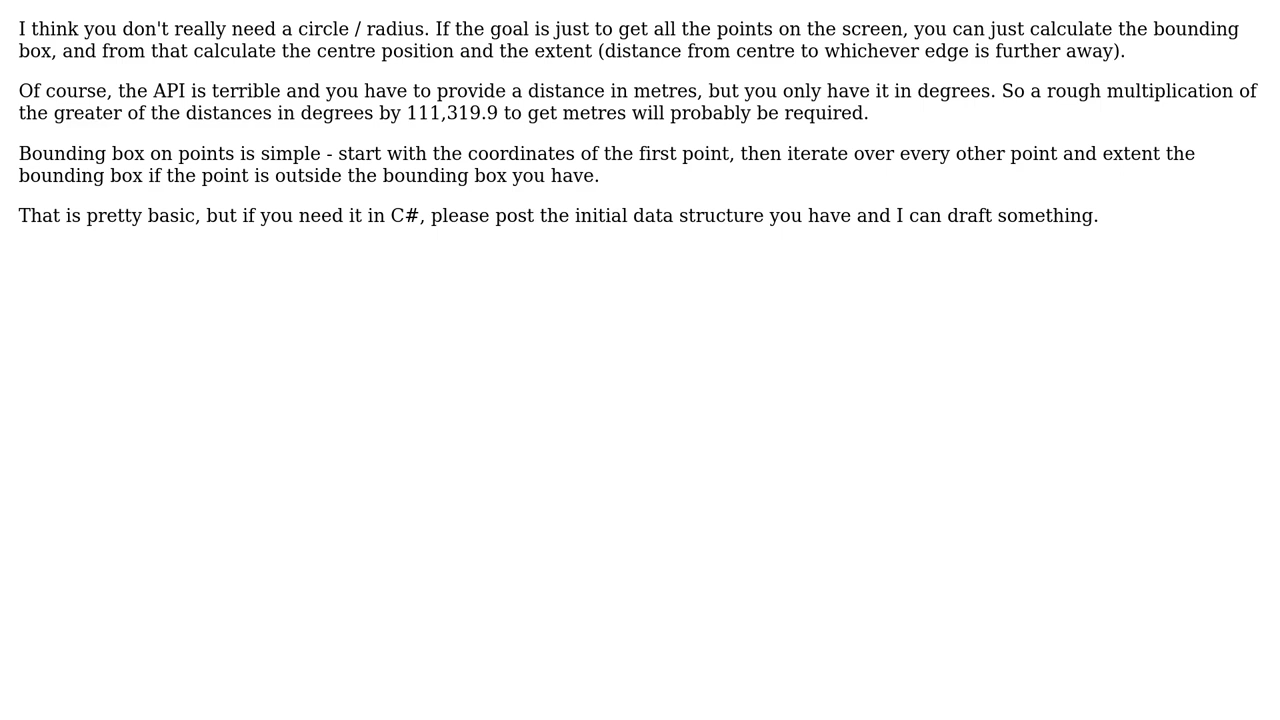 I think you don't really need a circle / radius. If the goal is just to get all the points on the screen, you can just calculate the bounding
box, and from that calculate the centre position and the extent (distance from centre to whichever edge is further away).
Of course, the API is terrible and you have to provide a distance in metres, but you only have it in degrees. So a rough multiplication of
the greater of the distances in degrees by 111,319.9 to get metres will probably be required.
Bounding box on points is simple - start with the coordinates of the first point, then iterate over every other point and extent the
bounding box if the point is outside the bounding box you have.
That is pretty basic, but if you need it in C#, please post the initial data structure you have and I can draft something.